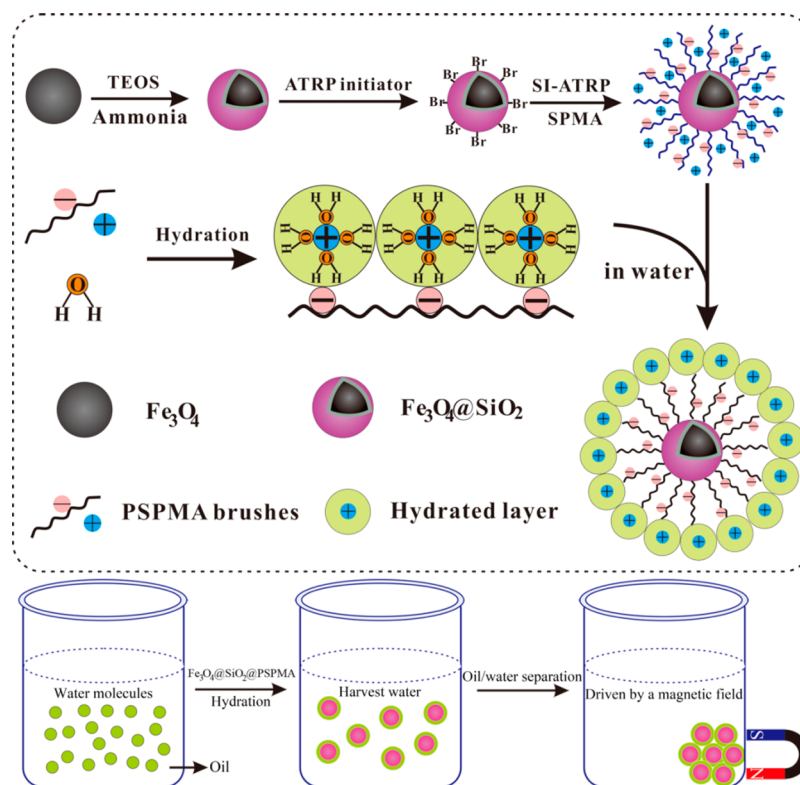 TEOS
Ammonia
ATRP initiator
Br
Br
Br
Br
Br
Br
Br
Br
SI-ATRP
SPMA
Hydration
O
H H
H H
O
H O + O H
H O H
H H
H H
O
H O + O H
H O H
H H
H H
O
H O + O H
H O H
H H
in water
Fe₃O₄
Fe₃O₄@SiO₂
PSPMA brushes
Hydrated layer
Water molecules
Oil
Fe₃O₄@SiO₂@PSPMA
Hydration
Harvest water
Oil/water separation
Driven by a magnetic field
S
N